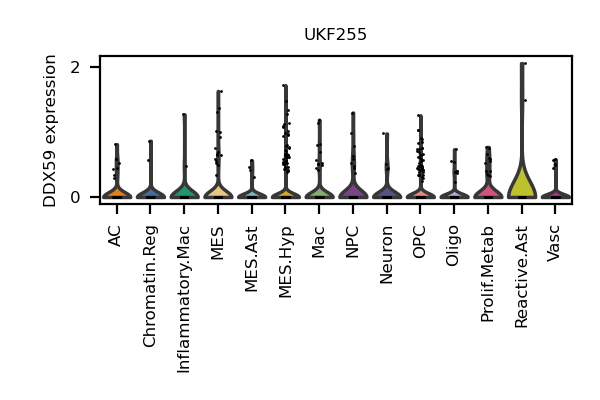 UKF255
DDX59 expression
2
0
AC
Chromatin.Reg
Inflammatory.Mac
MES
MES.Ast
MES.Hyp
Mac
NPC
Neuron
OPC
Oligo
Prolif.Metab
Reactive.Ast
Vasc